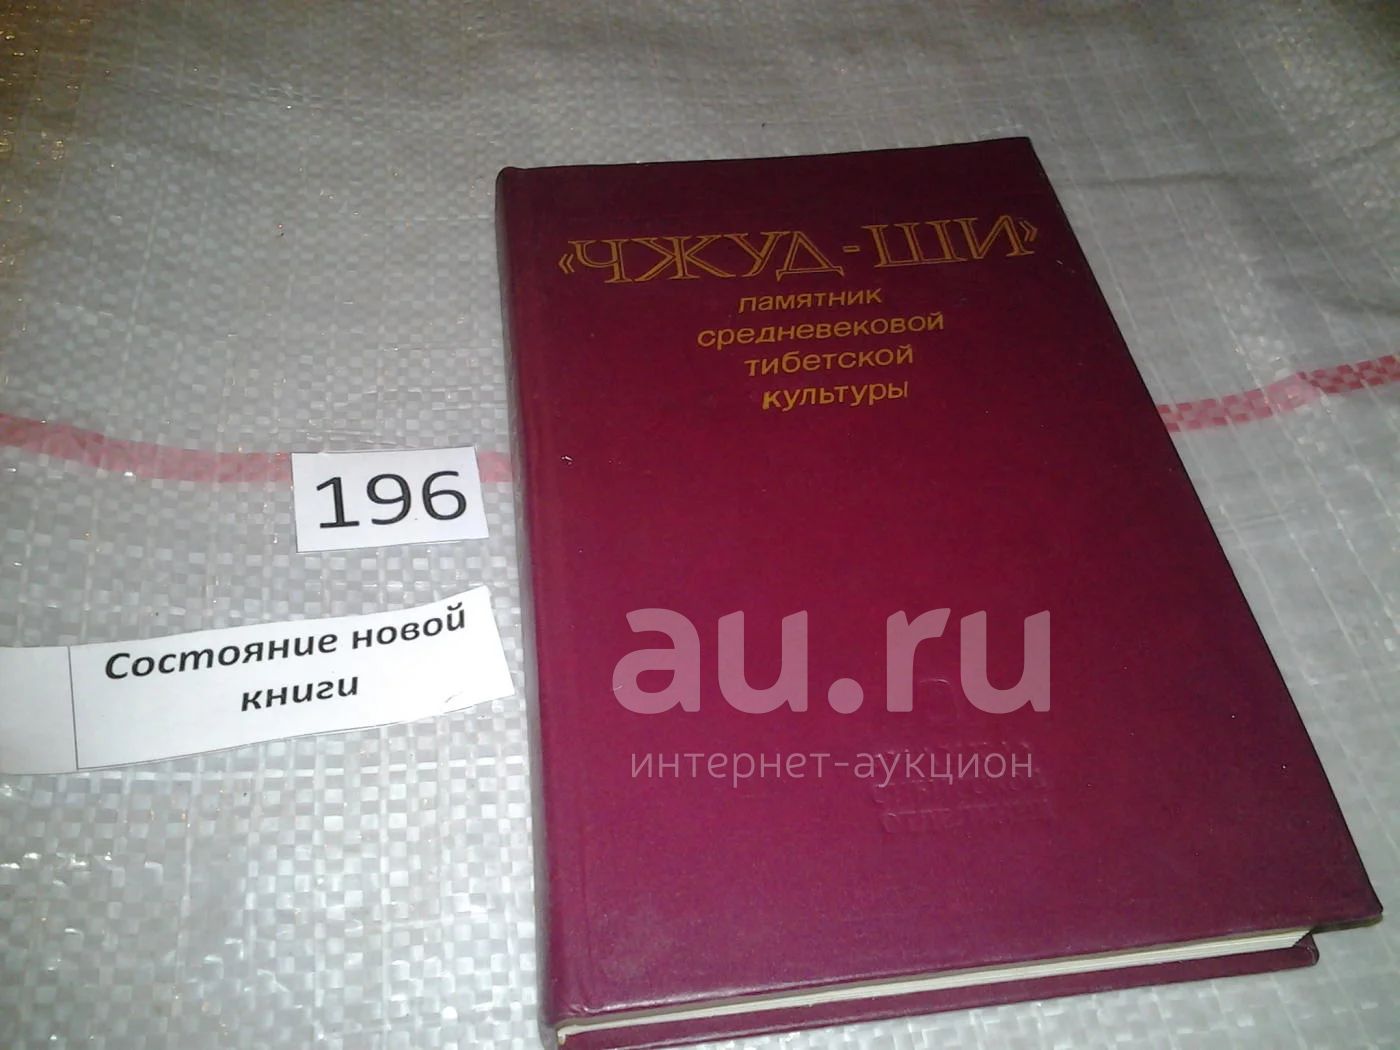 «ЧЖУД-ШИ»
памятник
средневековой
тибетской
культуры
196
Состояние новой
книги
au.ru
интернет-аукцион